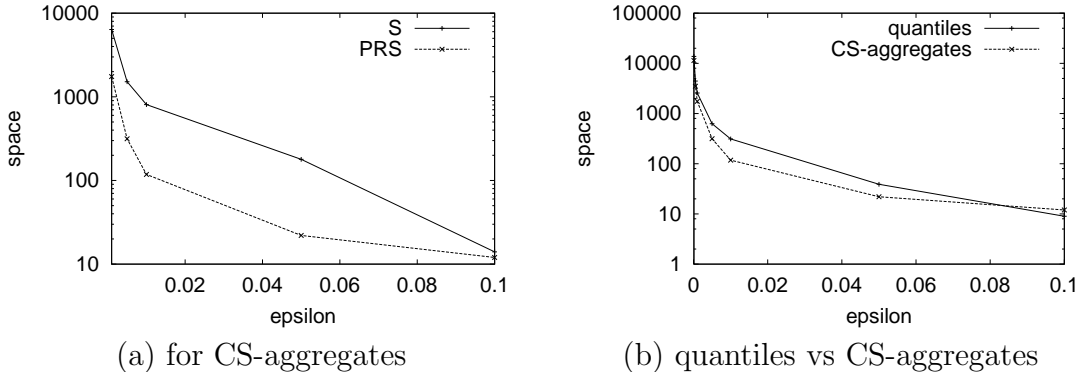 10000
1000
100
10
0.02
0.04
0.06
0.08
0.1
space
epsilon
S
PRS
(a) for CS-aggregates
100000
10000
1000
100
10
1
0
0.02
0.04
0.06
0.08
0.1
space
epsilon
quantiles
CS-aggregates
(b) quantiles vs CS-aggregates